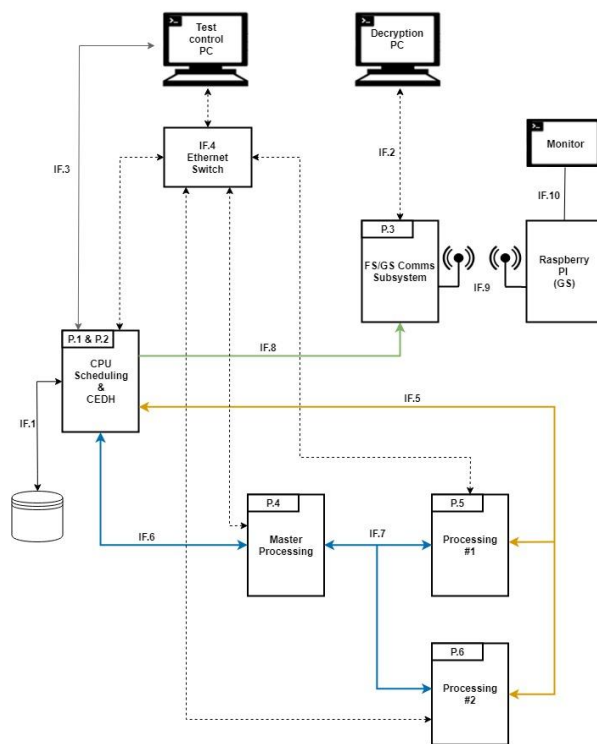 Test
control
PC
Decryption
PC
IF.4
Ethernet
Switch
IF.2
Monitor
IF.3
IF.10
P.3
FS/GS Comms
Subsystem
Raspberry
PI
(GS)
IF.9
P.1 & P.2
CPU
Scheduling
&
CEDH
IF.8
IF.5
IF.1
P.4
Master
Processing
P.5
Processing
#1
IF.6
IF.7
P.6
Processing
#2